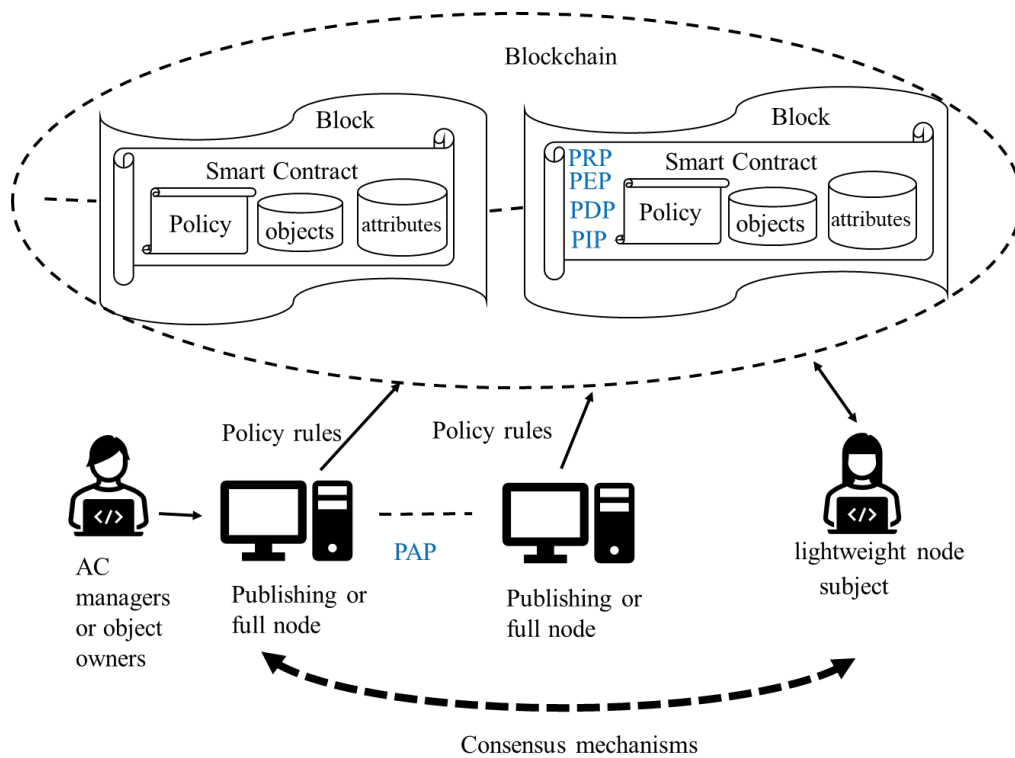 Blockchain
Block
Smart Contract
Policy
objects
attributes
Block
PRP
PEP
PDP
PIP
Smart Contract
Policy
objects
attributes
Policy rules
Policy rules
</>
AC
managers
or object
owners
Publishing or
full node
PAP
Publishing or
full node
</>
lightweight node
subject
Consensus mechanisms